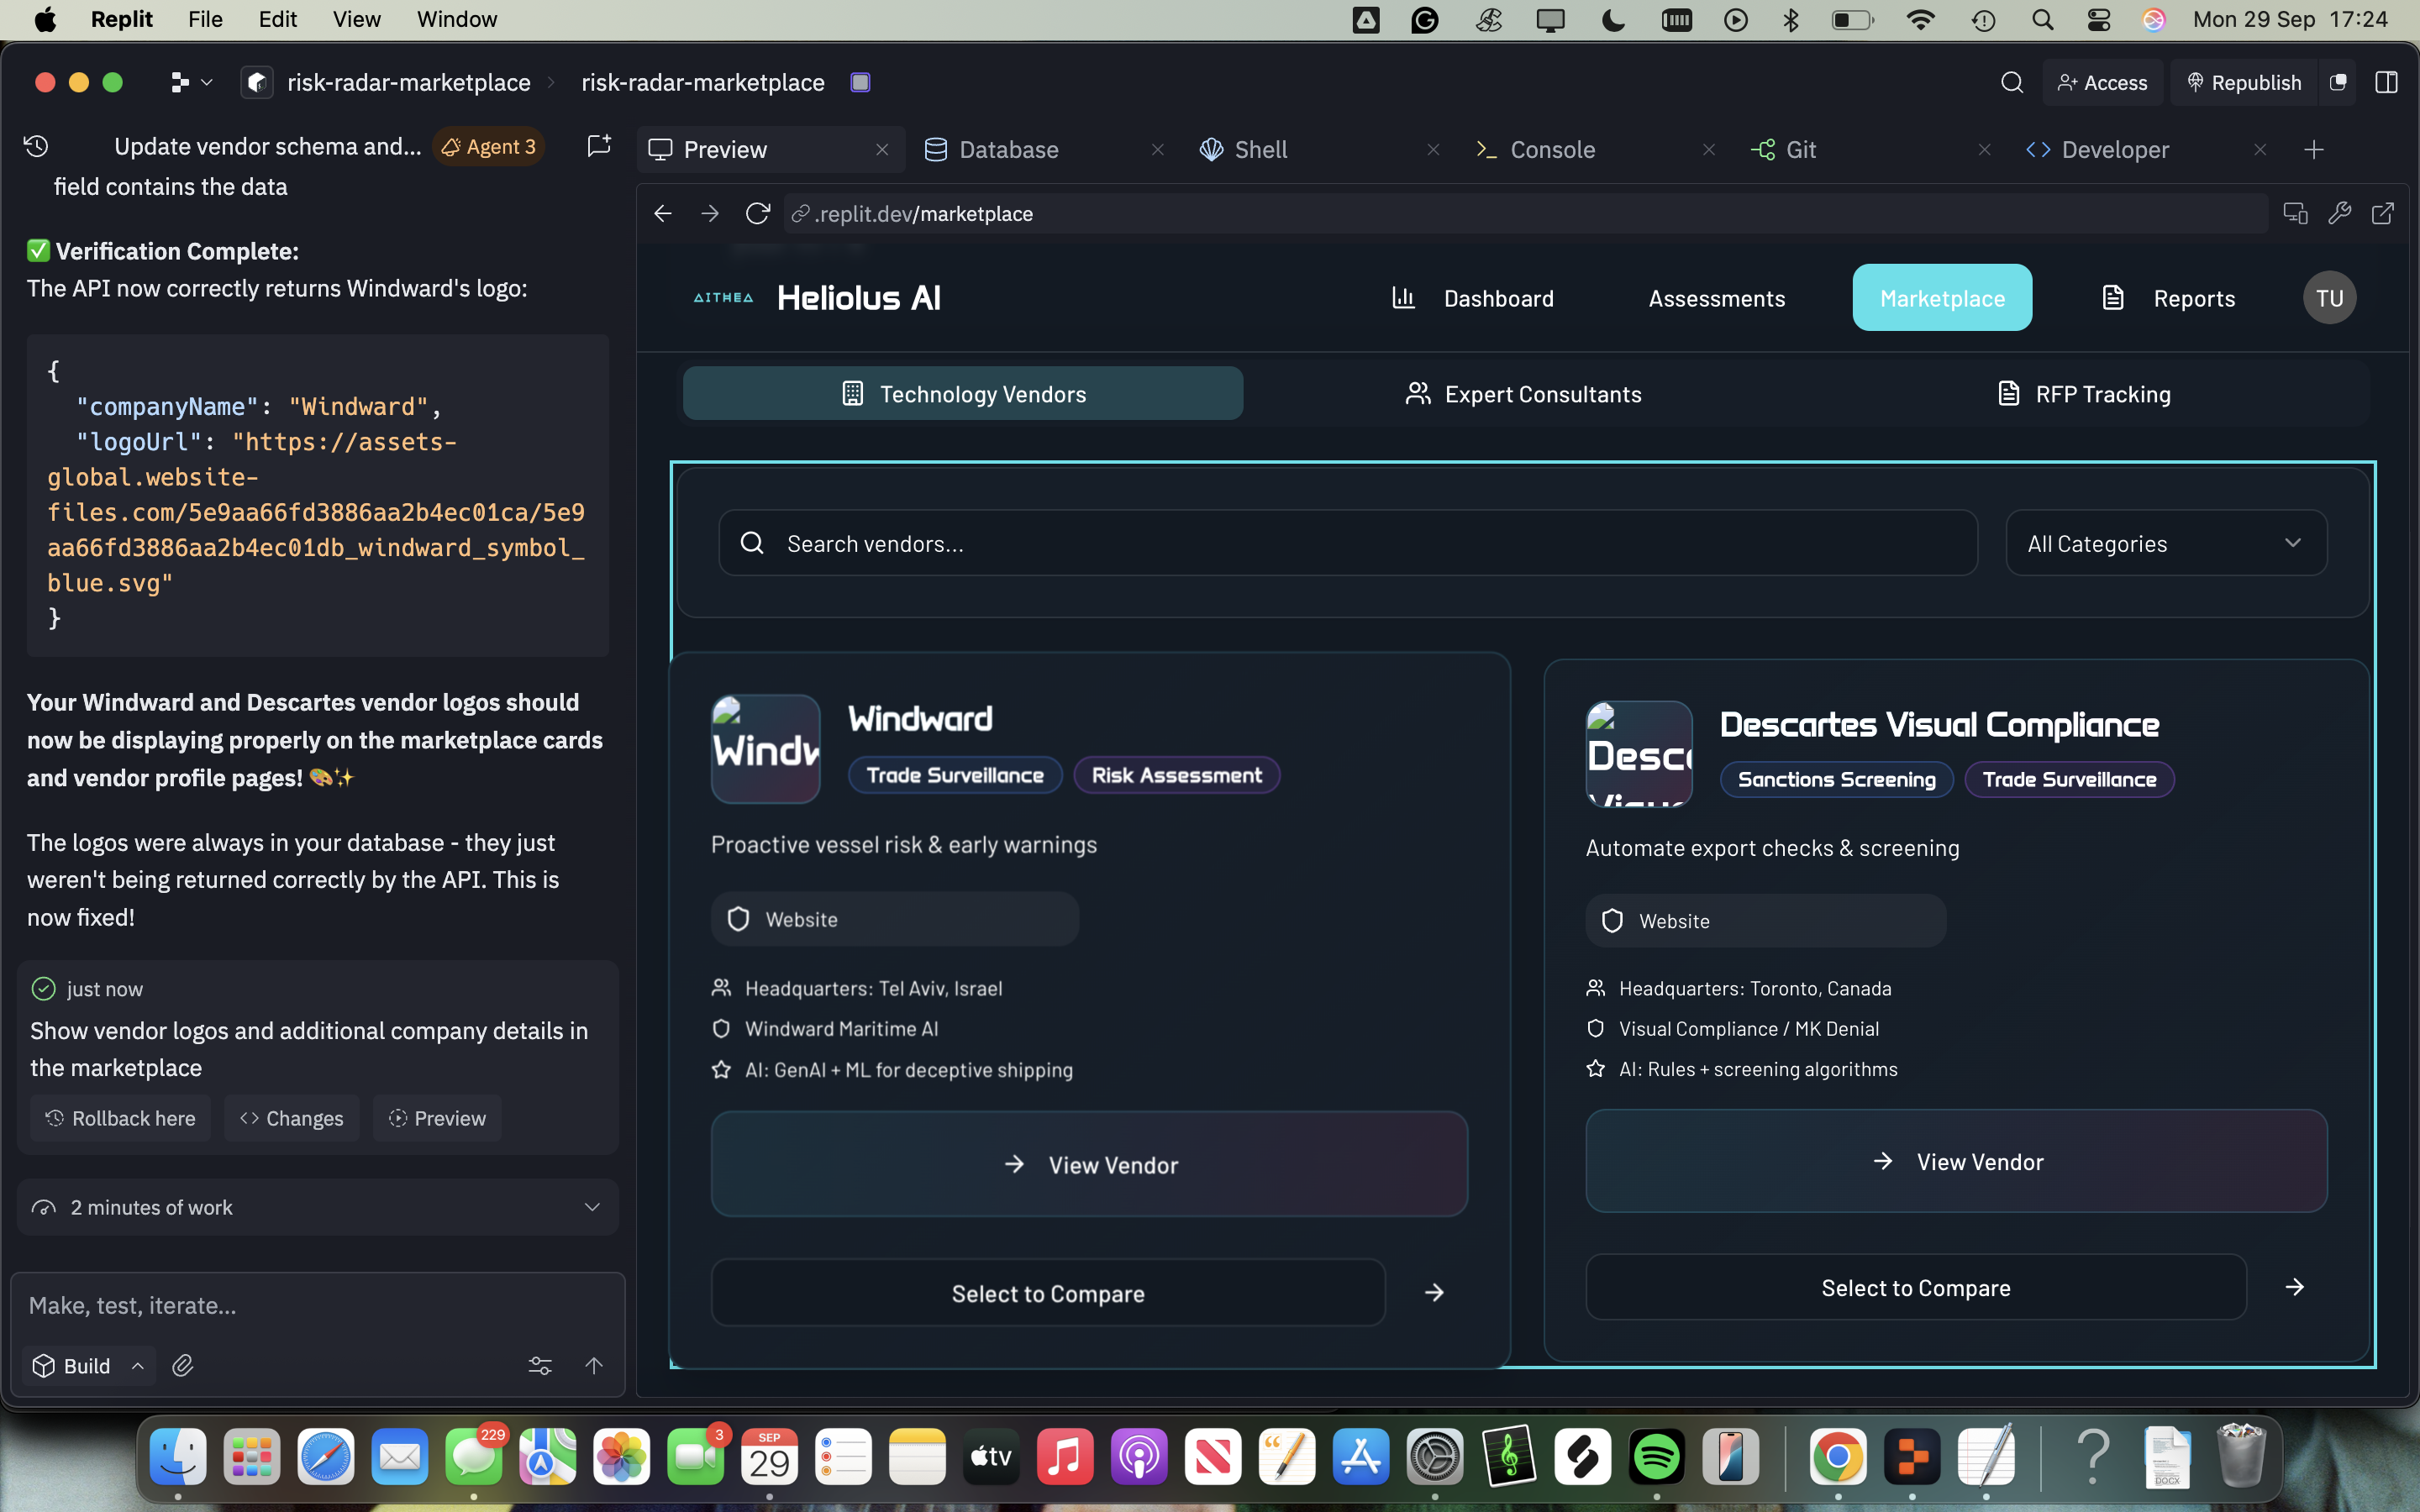 Replit File Edit View Window
Mon 29 Sep 17:24
risk-radar-marketplace
risk-radar-marketplace
Access
Republish
Update vendor schema and...
Agent 3
Preview
Database
Shell
Console
Git
Developer
field contains the data
✅ Verification Complete:
The API now correctly returns Windward's logo:
{
"companyName": "Windward",
"logoUrl": "https://assets-
global.website-
files.com/5e9aa66fd3886aa2b4ec01ca/5e9
aa66fd3886aa2b4ec01db_windward_symbol_
blue.svg"
}
Your Windward and Descartes vendor logos should
now be displaying properly on the marketplace cards
and vendor profile pages! 🎨✨
The logos were always in your database - they just
weren't being returned correctly by the API. This is
now fixed!
just now
Show vendor logos and additional company details in
the marketplace
Rollback here
Changes
Preview
2 minutes of work
Make, test, iterate...
Build
.replit.dev/marketplace
AITHEA
Heliolus AI
Dashboard
Assessments
Marketplace
Reports
TU
Technology Vendors
Expert Consultants
RFP Tracking
Search vendors...
All Categories
Windw
Windward
Trade Surveillance
Risk Assessment
Proactive vessel risk & early warnings
Website
Headquarters: Tel Aviv, Israel
Windward Maritime AI
AI: GenAI + ML for deceptive shipping
View Vendor
Select to Compare
Desc
Descartes Visual Compliance
Sanctions Screening
Trade Surveillance
Automate export checks & screening
Website
Headquarters: Toronto, Canada
Visual Compliance / MK Denial
AI: Rules + screening algorithms
View Vendor
Select to Compare
229
3
SEP
29
tv
DOCX